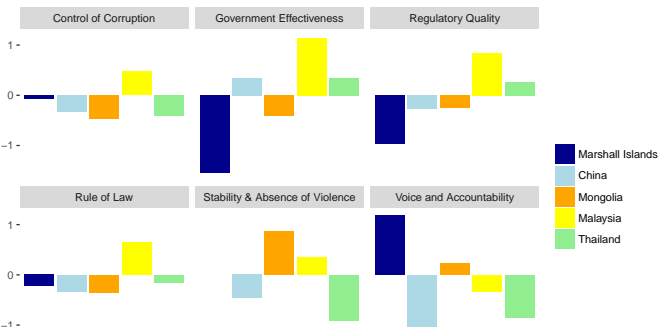 Control of Corruption
Government Effectiveness
Regulatory Quality
1
0
−1
Marshall Islands
China
Mongolia
Malaysia
Thailand
Rule of Law
Stability & Absence of Violence
Voice and Accountability
1
0
−1